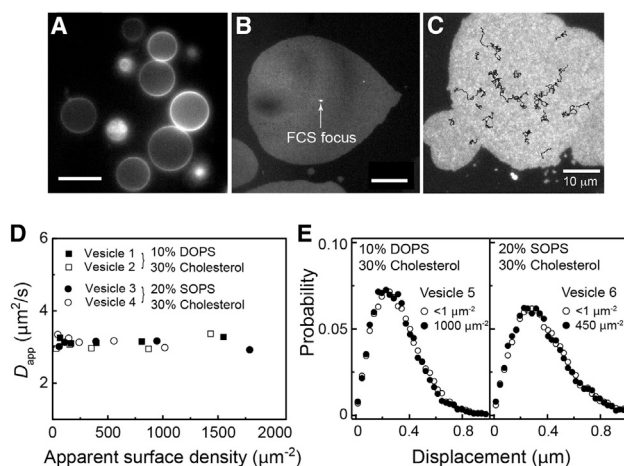 A
B
FCS focus
C
10 μm
D
6
4
2
Dapp (μm²/s)
Vesicle 1
Vesicle 2
10% DOPS
30% Cholesterol
Vesicle 3
Vesicle 4
20% SOPS
30% Cholesterol
0 500 1000 1500 2000
Apparent surface density (μm⁻²)
E
0.10
0.05
0
Probability
10% DOPS
30% Cholesterol
Vesicle 5
<1 μm⁻²
1000 μm⁻²
20% SOPS
30% Cholesterol
Vesicle 6
<1 μm⁻²
450 μm⁻²
0 0.4 0.8 0 0.4 0.8
Displacement (μm)